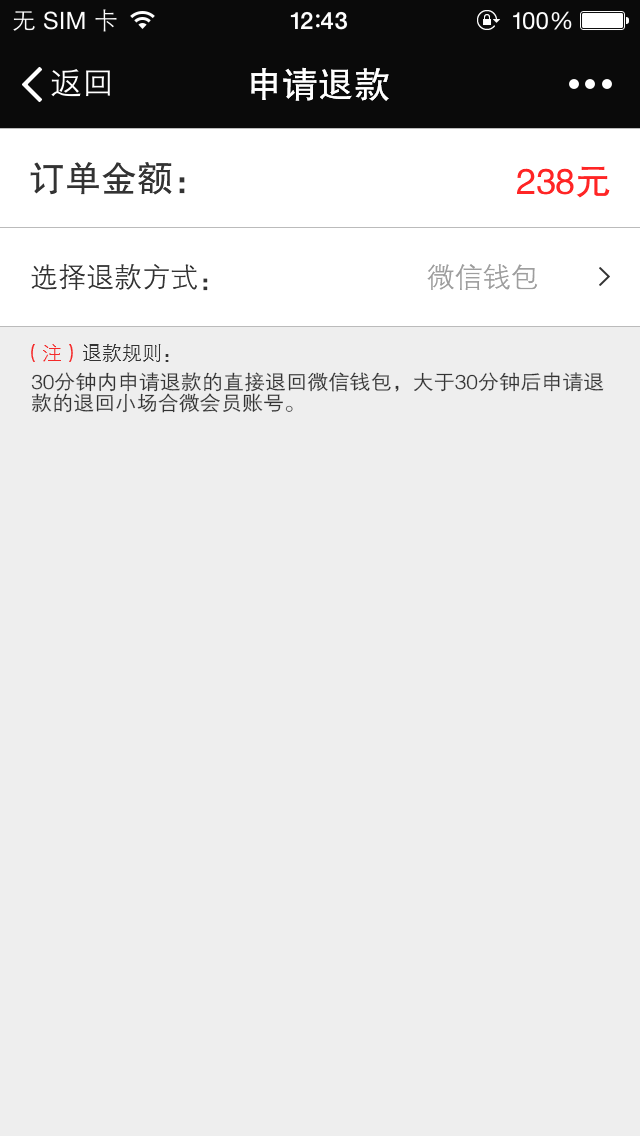 无 SIM 卡 12:43 100%
返回 申请退款
订单金额： 238元
选择退款方式： 微信钱包
(注) 退款规则：
30分钟内申请退款的直接退回微信钱包，大于30分钟后申请退
款的退回小场合微会员账号。